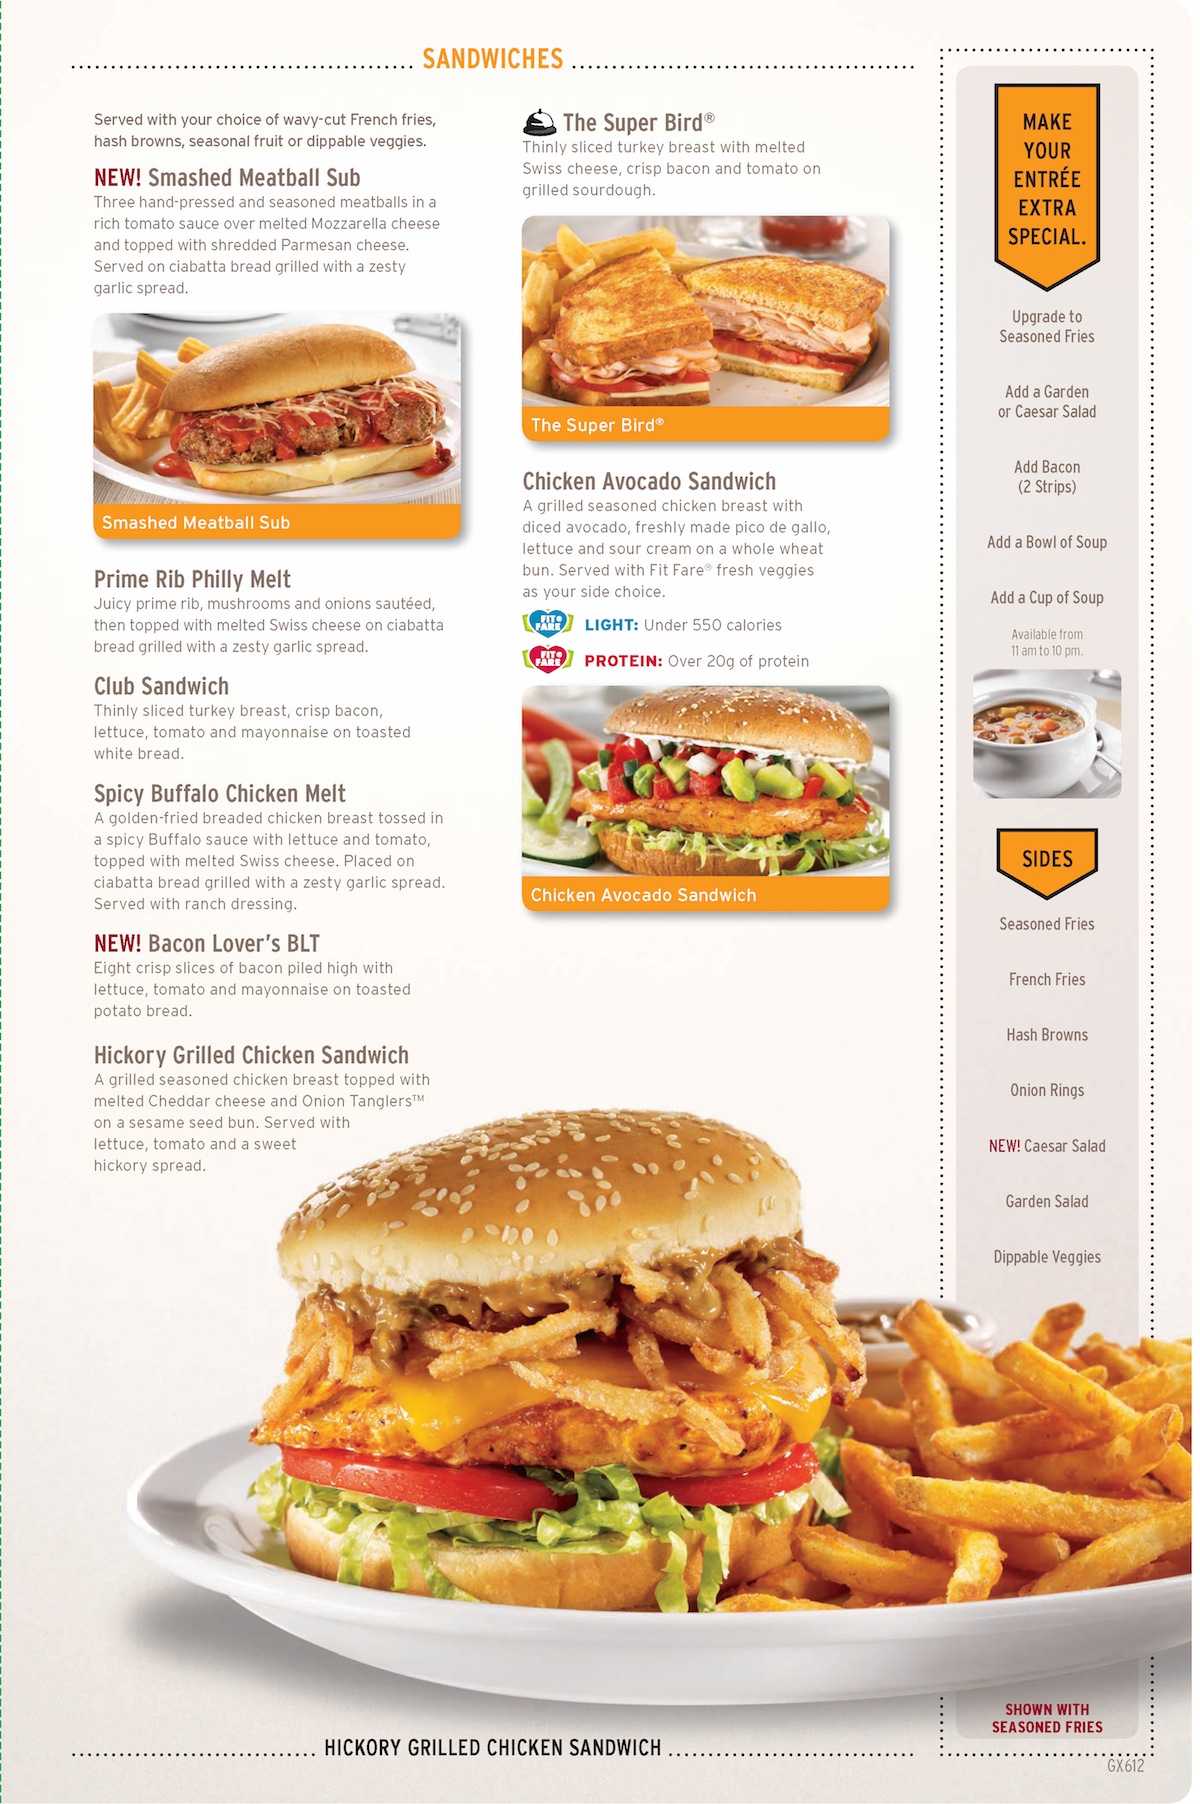 SANDWICHES
Served with your choice of wavy-cut French fries,
hash browns, seasonal fruit or dippable veggies.
NEW! Smashed Meatball Sub
Three hand-pressed and seasoned meatballs in a
rich tomato sauce over melted Mozzarella cheese
and topped with shredded Parmesan cheese.
Served on ciabatta bread grilled with a zesty
garlic spread.
Smashed Meatball Sub
Prime Rib Philly Melt
Juicy prime rib, mushrooms and onions sautéed,
then topped with melted Swiss cheese on ciabatta
bread grilled with a zesty garlic spread.
Club Sandwich
Thinly sliced turkey breast, crisp bacon,
lettuce, tomato and mayonnaise on toasted
white bread.
Spicy Buffalo Chicken Melt
A golden-fried breaded chicken breast tossed in
a spicy Buffalo sauce with lettuce and tomato,
topped with melted Swiss cheese. Placed on
ciabatta bread grilled with a zesty garlic spread.
Served with ranch dressing.
NEW! Bacon Lover's BLT
Eight crisp slices of bacon piled high with
lettuce, tomato and mayonnaise on toasted
potato bread.
Hickory Grilled Chicken Sandwich
A grilled seasoned chicken breast topped with
melted Cheddar cheese and Onion Tanglers™
on a sesame seed bun. Served with
lettuce, tomato and a sweet
hickory spread.
The Super Bird®
Thinly sliced turkey breast with melted
Swiss cheese, crisp bacon and tomato on
grilled sourdough.
The Super Bird®
Chicken Avocado Sandwich
A grilled seasoned chicken breast with
diced avocado, freshly made pico de gallo,
lettuce and sour cream on a whole wheat
bun. Served with Fit Fare® fresh veggies
as your side choice.
FIT FARE LIGHT: Under 550 calories
FIT FARE PROTEIN: Over 20g of protein
Chicken Avocado Sandwich
MAKE
YOUR
ENTRÉE
EXTRA
SPECIAL.
Upgrade to
Seasoned Fries
Add a Garden
or Caesar Salad
Add Bacon
(2 Strips)
Add a Bowl of Soup
Add a Cup of Soup
Available from
11 am to 10 pm.
SIDES
Seasoned Fries
French Fries
Hash Browns
Onion Rings
NEW! Caesar Salad
Garden Salad
Dippable Veggies
SHOWN WITH
SEASONED FRIES
HICKORY GRILLED CHICKEN SANDWICH
GX612